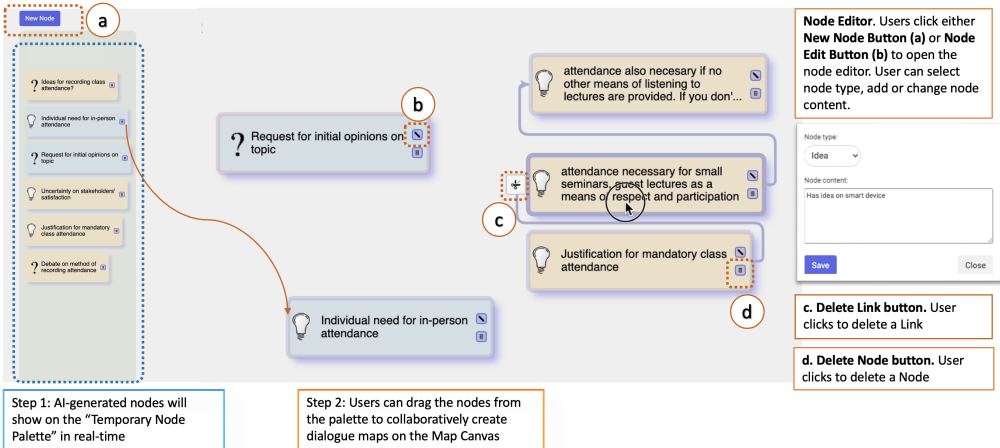 New Node
a
? Ideas for recording class
attendance?
Individual need for in-person
attendance
? Request for initial opinions on
topic
Uncertainty on stakeholders'
satisfaction
Justification for mandatory
class attendance
? Debate on method of
recording attendance
b
? Request for initial opinions on
topic
Individual need for in-person
attendance
attendance also necesary if no
other means of listening to
lectures are provided. If you don'...
attendance necessary for small
seminars, guest lectures as a
means of respect and participation
c
Justification for mandatory class
attendance
d
Node Editor. Users click either
New Node Button (a) or Node
Edit Button (b) to open the
node editor. User can select
node type, add or change node
content.
Node type:
Idea
Node content:
Has idea on smart device
Save
Close
c. Delete Link button. User
clicks to delete a Link
d. Delete Node button. User
clicks to delete a Node
Step 1: AI-generated nodes will
show on the “Temporary Node
Palette” in real-time
Step 2: Users can drag the nodes from
the palette to collaboratively create
dialogue maps on the Map Canvas